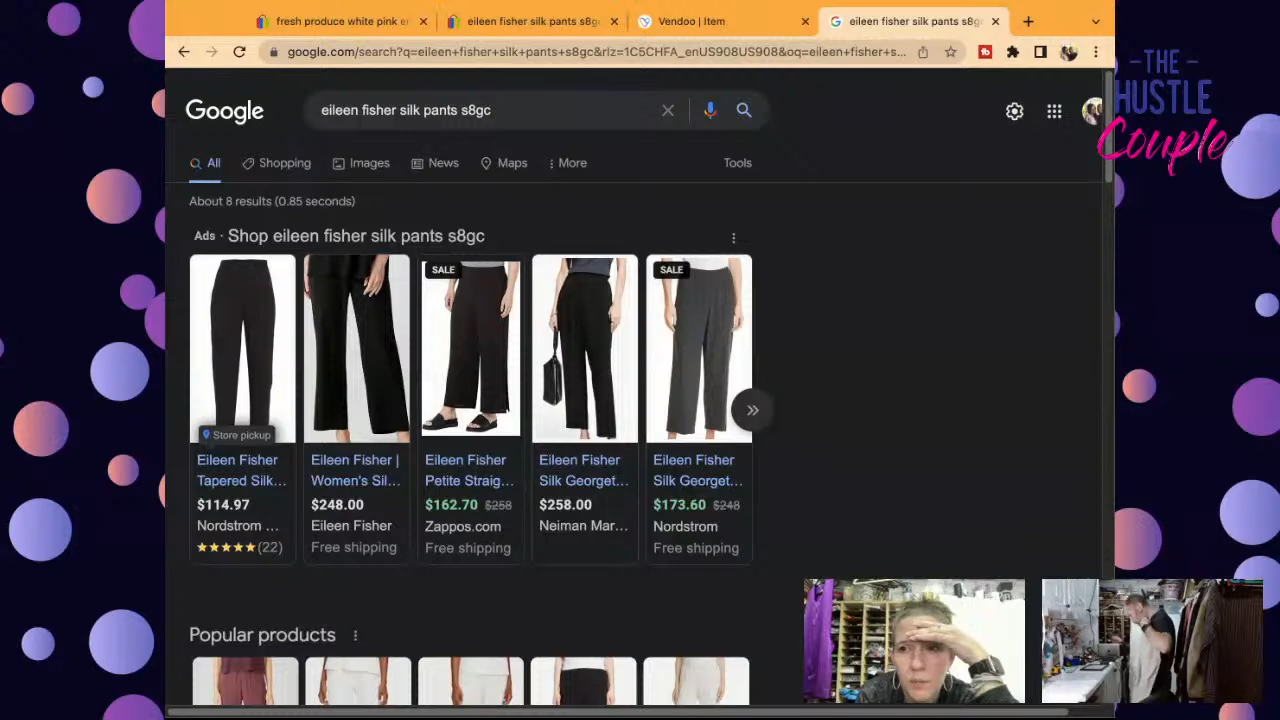 fresh produce white pink er
eileen fisher silk pants s8gc
Vendoo | Item
eileen fisher silk pants s8gc
google.com/search?q=eileen+fisher+silk+pants+s8gc&rlz=1C5CHFA_enUS908US908&oq=eileen+fisher+s...
- THE -
HUSTLE
Couple
Google
eileen fisher silk pants s8gc
All
Shopping
Images
News
Maps
More
Tools
About 8 results (0.85 seconds)
Ads · Shop eileen fisher silk pants s8gc
SALE
SALE
Store pickup
Eileen Fisher
Tapered Silk...
$114.97
Nordstrom ...
(22)
Eileen Fisher |
Women's Sil...
$248.00
Eileen Fisher
Free shipping
Eileen Fisher
Petite Straig...
$162.70 $258
Zappos.com
Free shipping
Eileen Fisher
Silk Georget...
$258.00
Neiman Mar...
Eileen Fisher
Silk Georget...
$173.60 $248
Nordstrom
Free shipping
Popular products